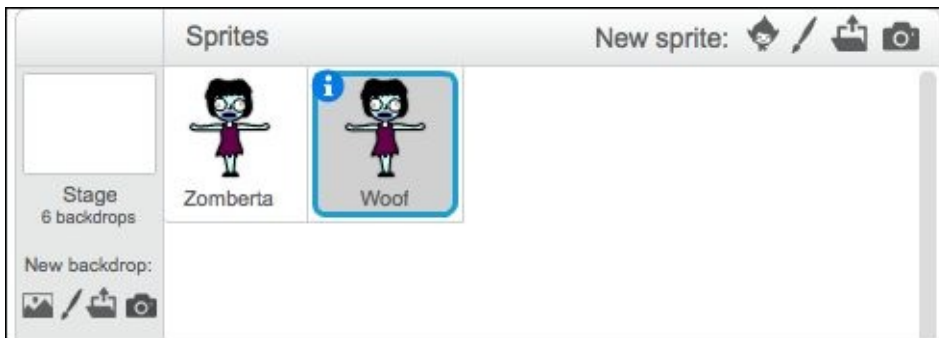 Sprites
New sprite:
Zomberta
Woof
Stage
6 backdrops
New backdrop: